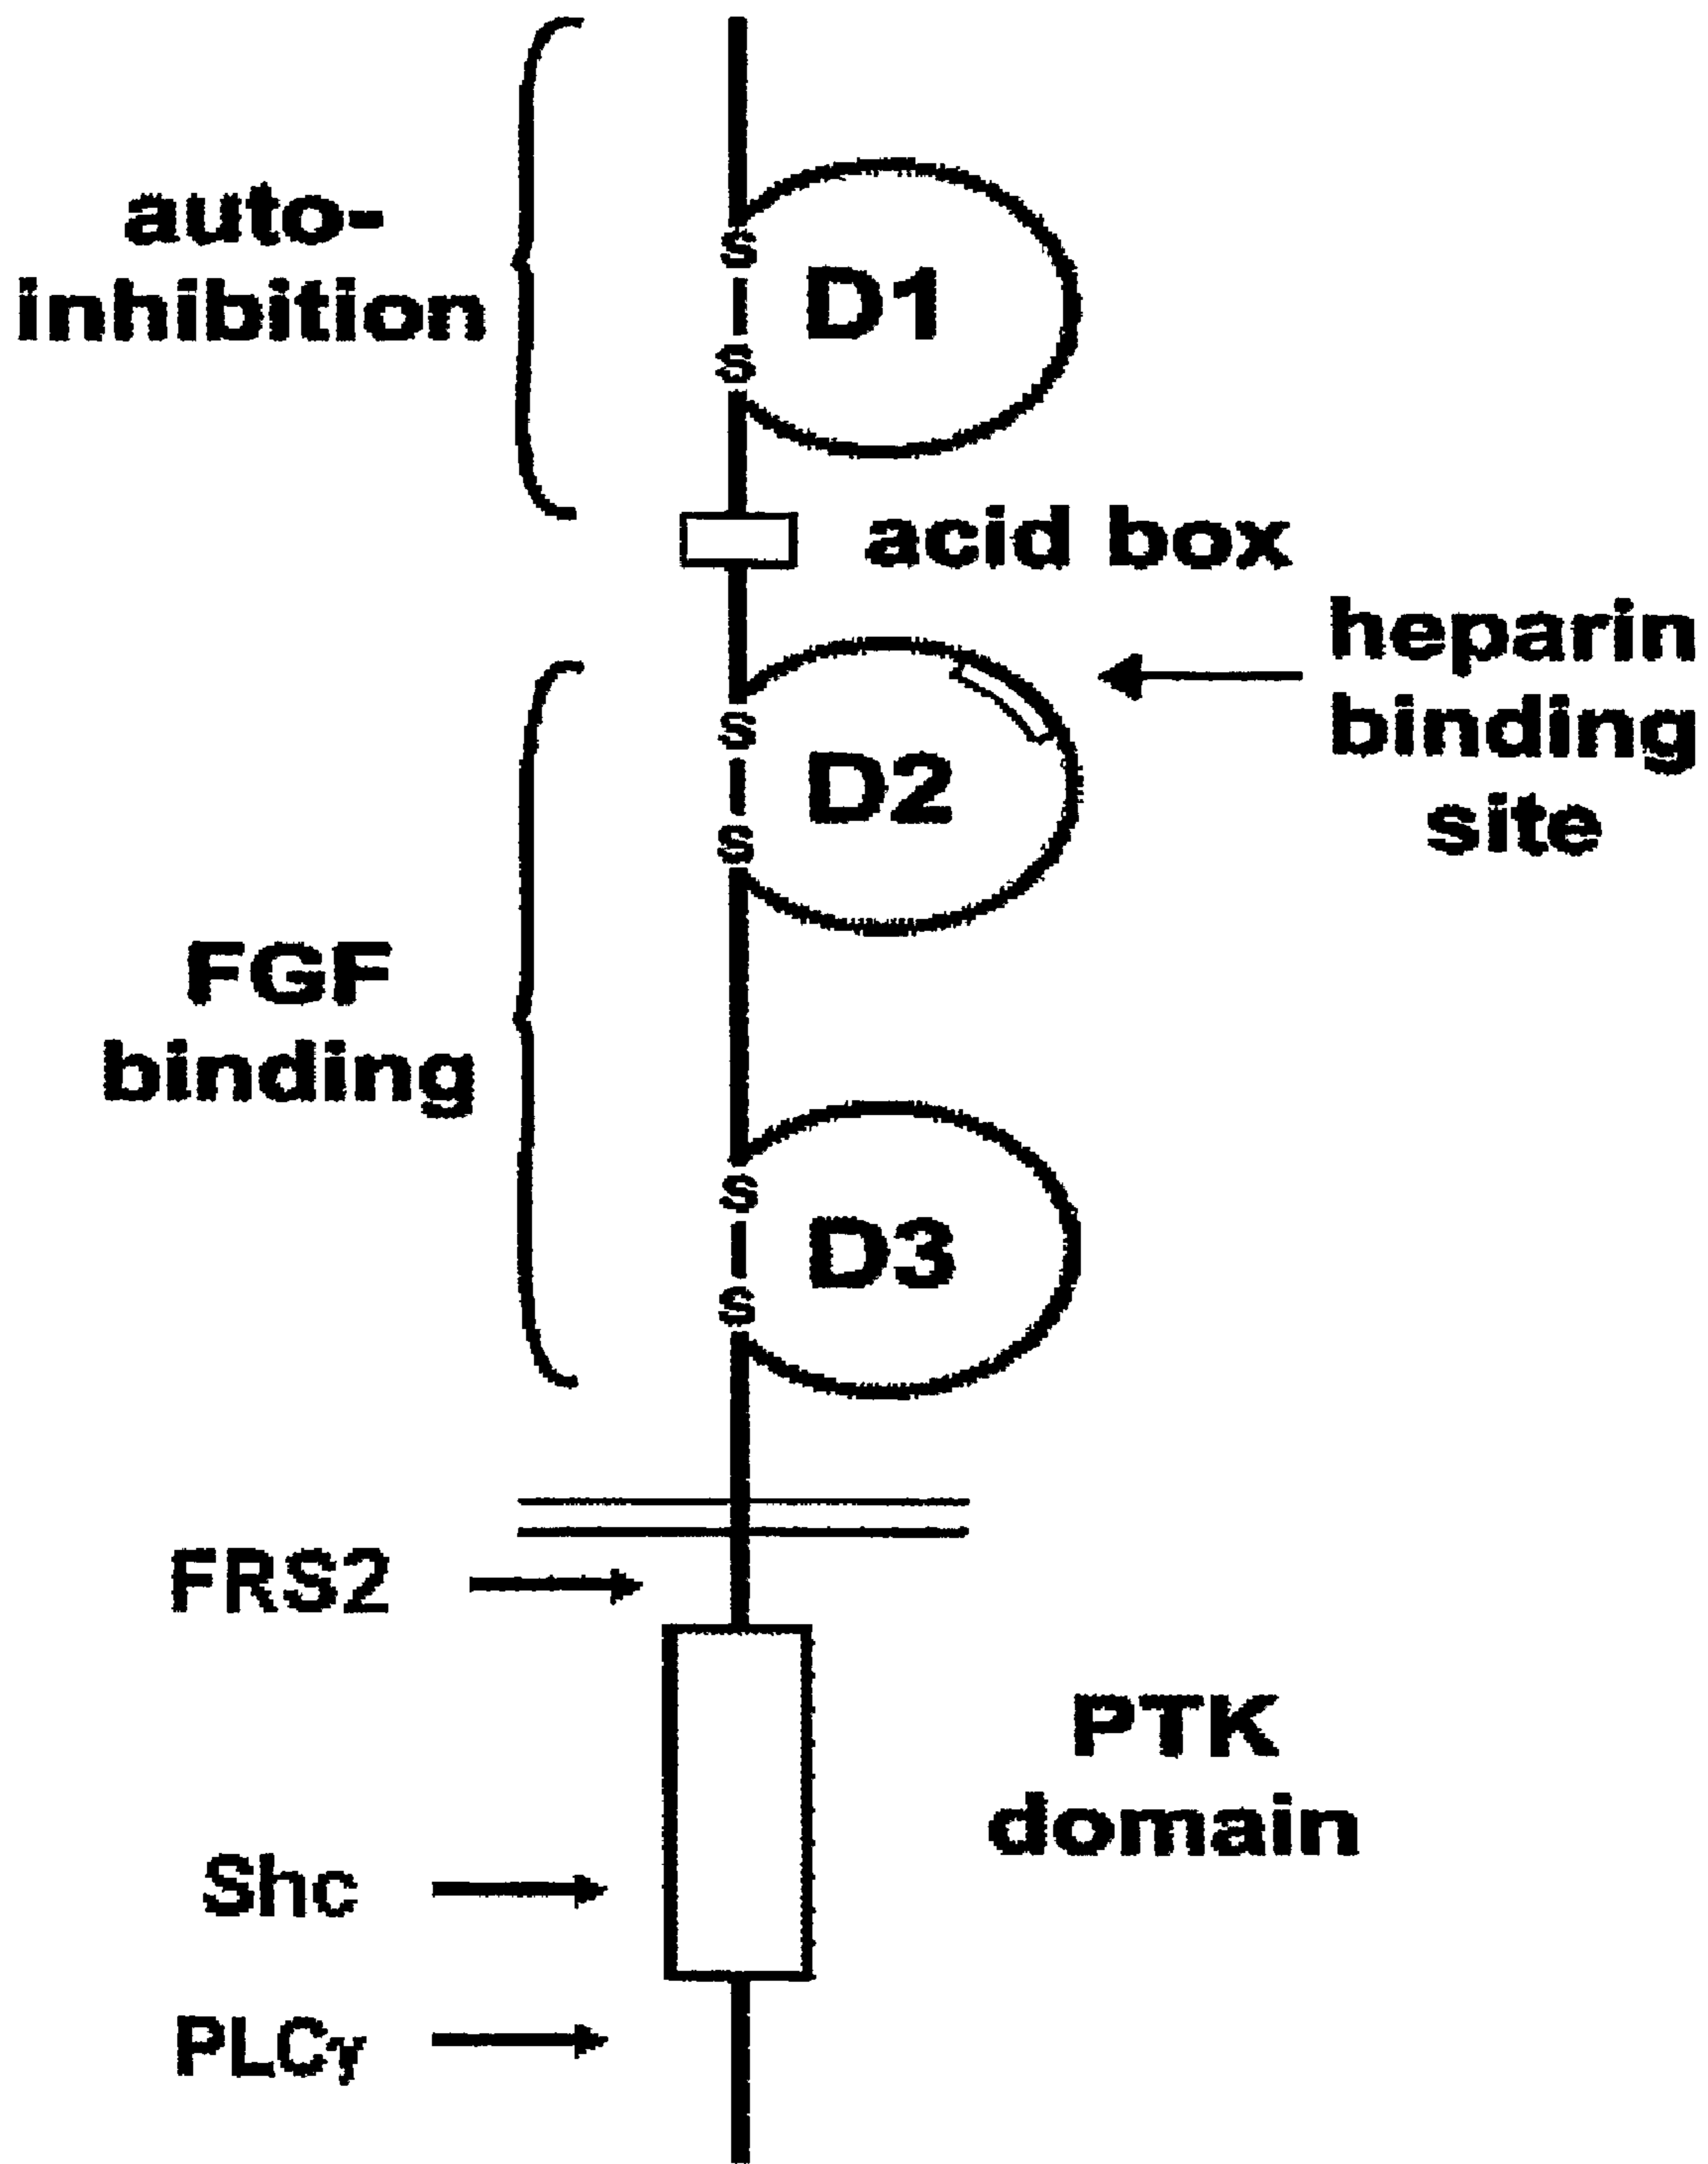 auto-
inhibition
S
|
S
D1
acid box
heparin
binding
site
S
|
S
D2
FGF
binding
S
|
S
D3
FRS2
PTK
domain
Shc
PLCγ